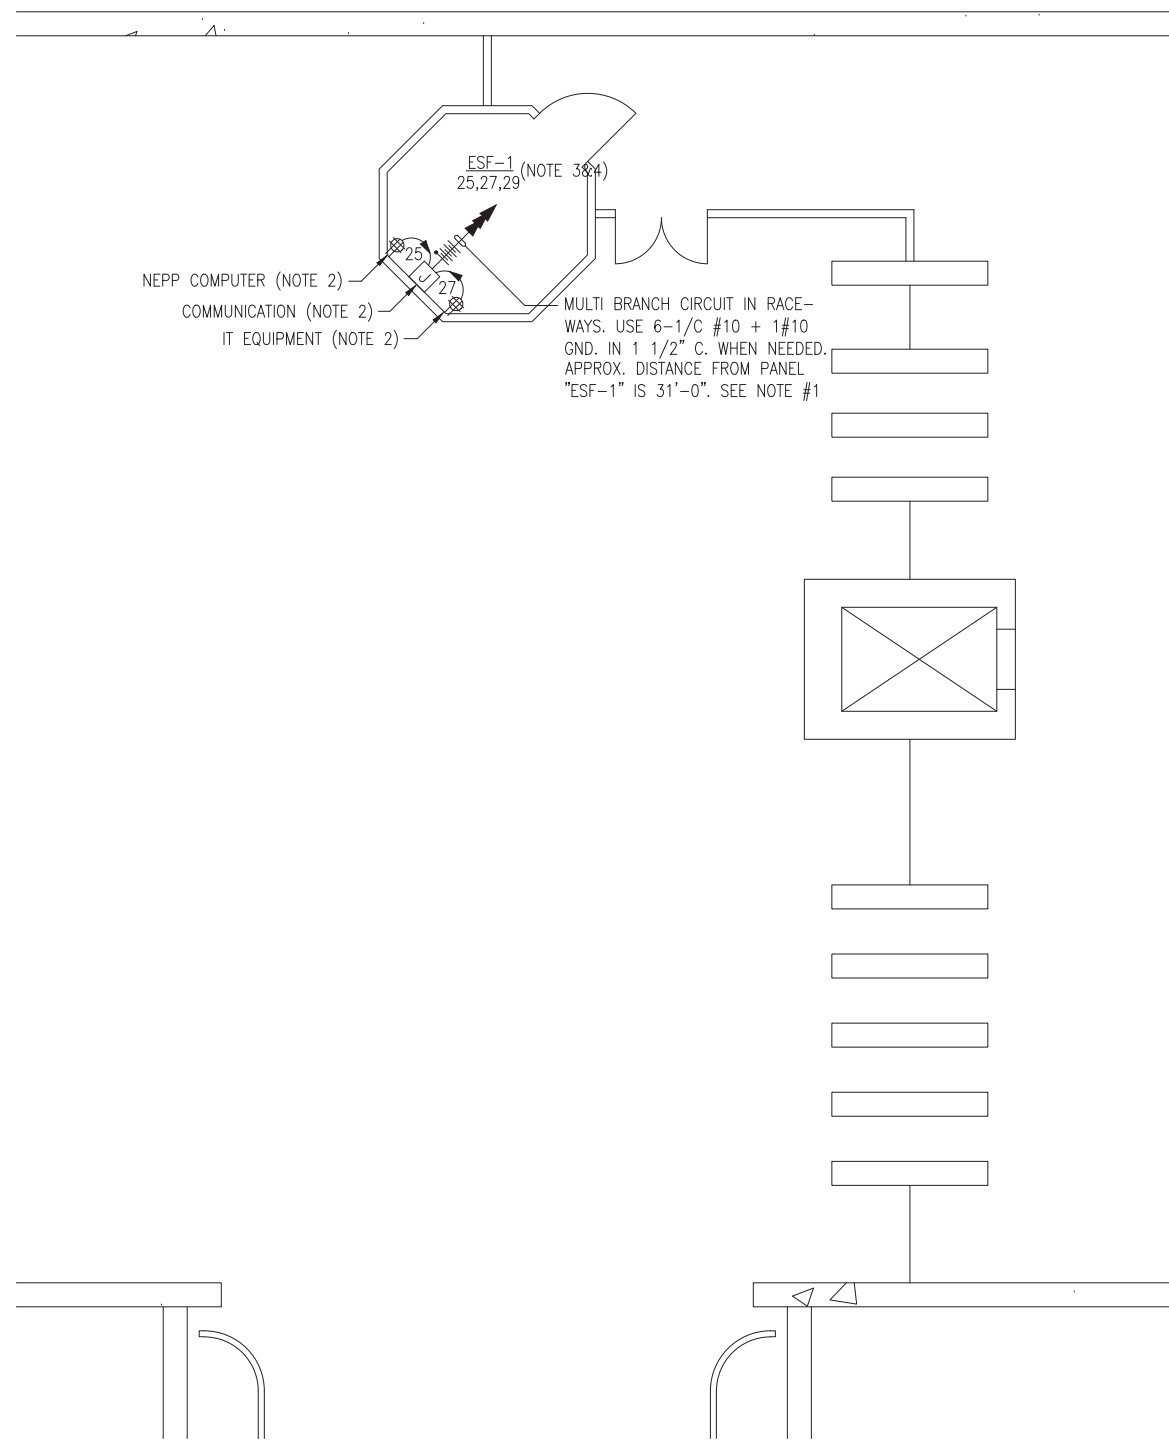 ESF-1
25,27,29
(NOTE 3&4)
25
J
27
NEPP COMPUTER (NOTE 2)
COMMUNICATION (NOTE 2)
IT EQUIPMENT (NOTE 2)
MULTI BRANCH CIRCUIT IN RACE-
WAYS. USE 6-1/C #10 + 1#10
GND. IN 1 1/2" C. WHEN NEEDED.
APPROX. DISTANCE FROM PANEL
"ESF-1" IS 31'-0". SEE NOTE #1